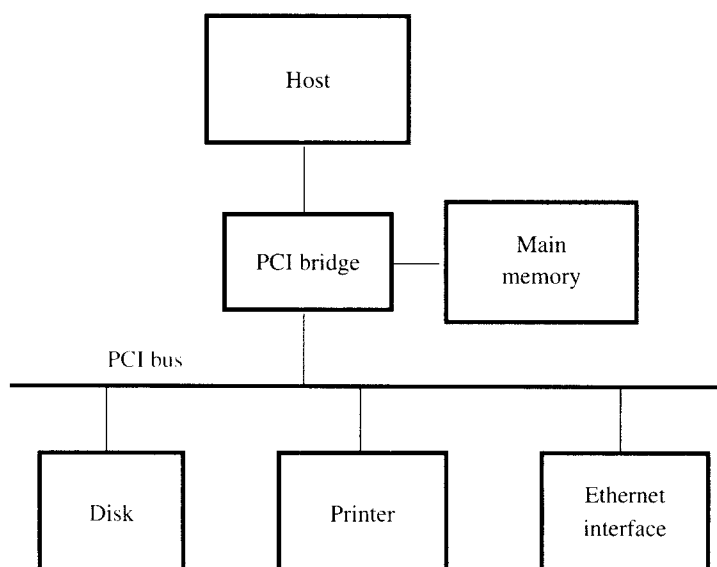 Host
PCI bridge
Main
memory
PCI bus
Disk
Printer
Ethernet
interface